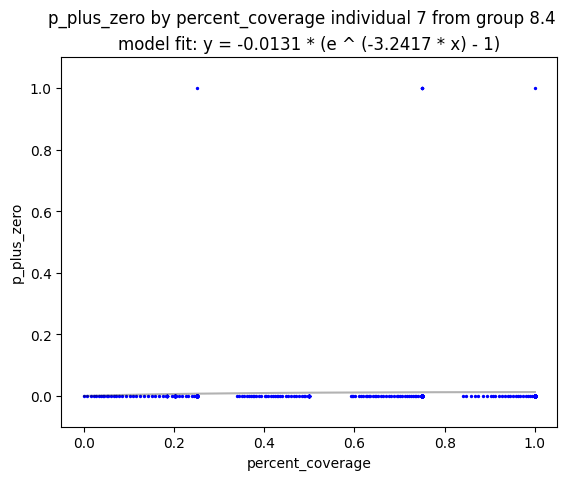 p_plus_zero by percent_coverage individual 7 from group 8.4
model fit: y = -0.0131 * (e ^ (-3.2417 * x) - 1)
1.0
0.8
0.6
0.4
0.2
0.0
p_plus_zero
0.0 0.2 0.4 0.6 0.8 1.0
percent_coverage